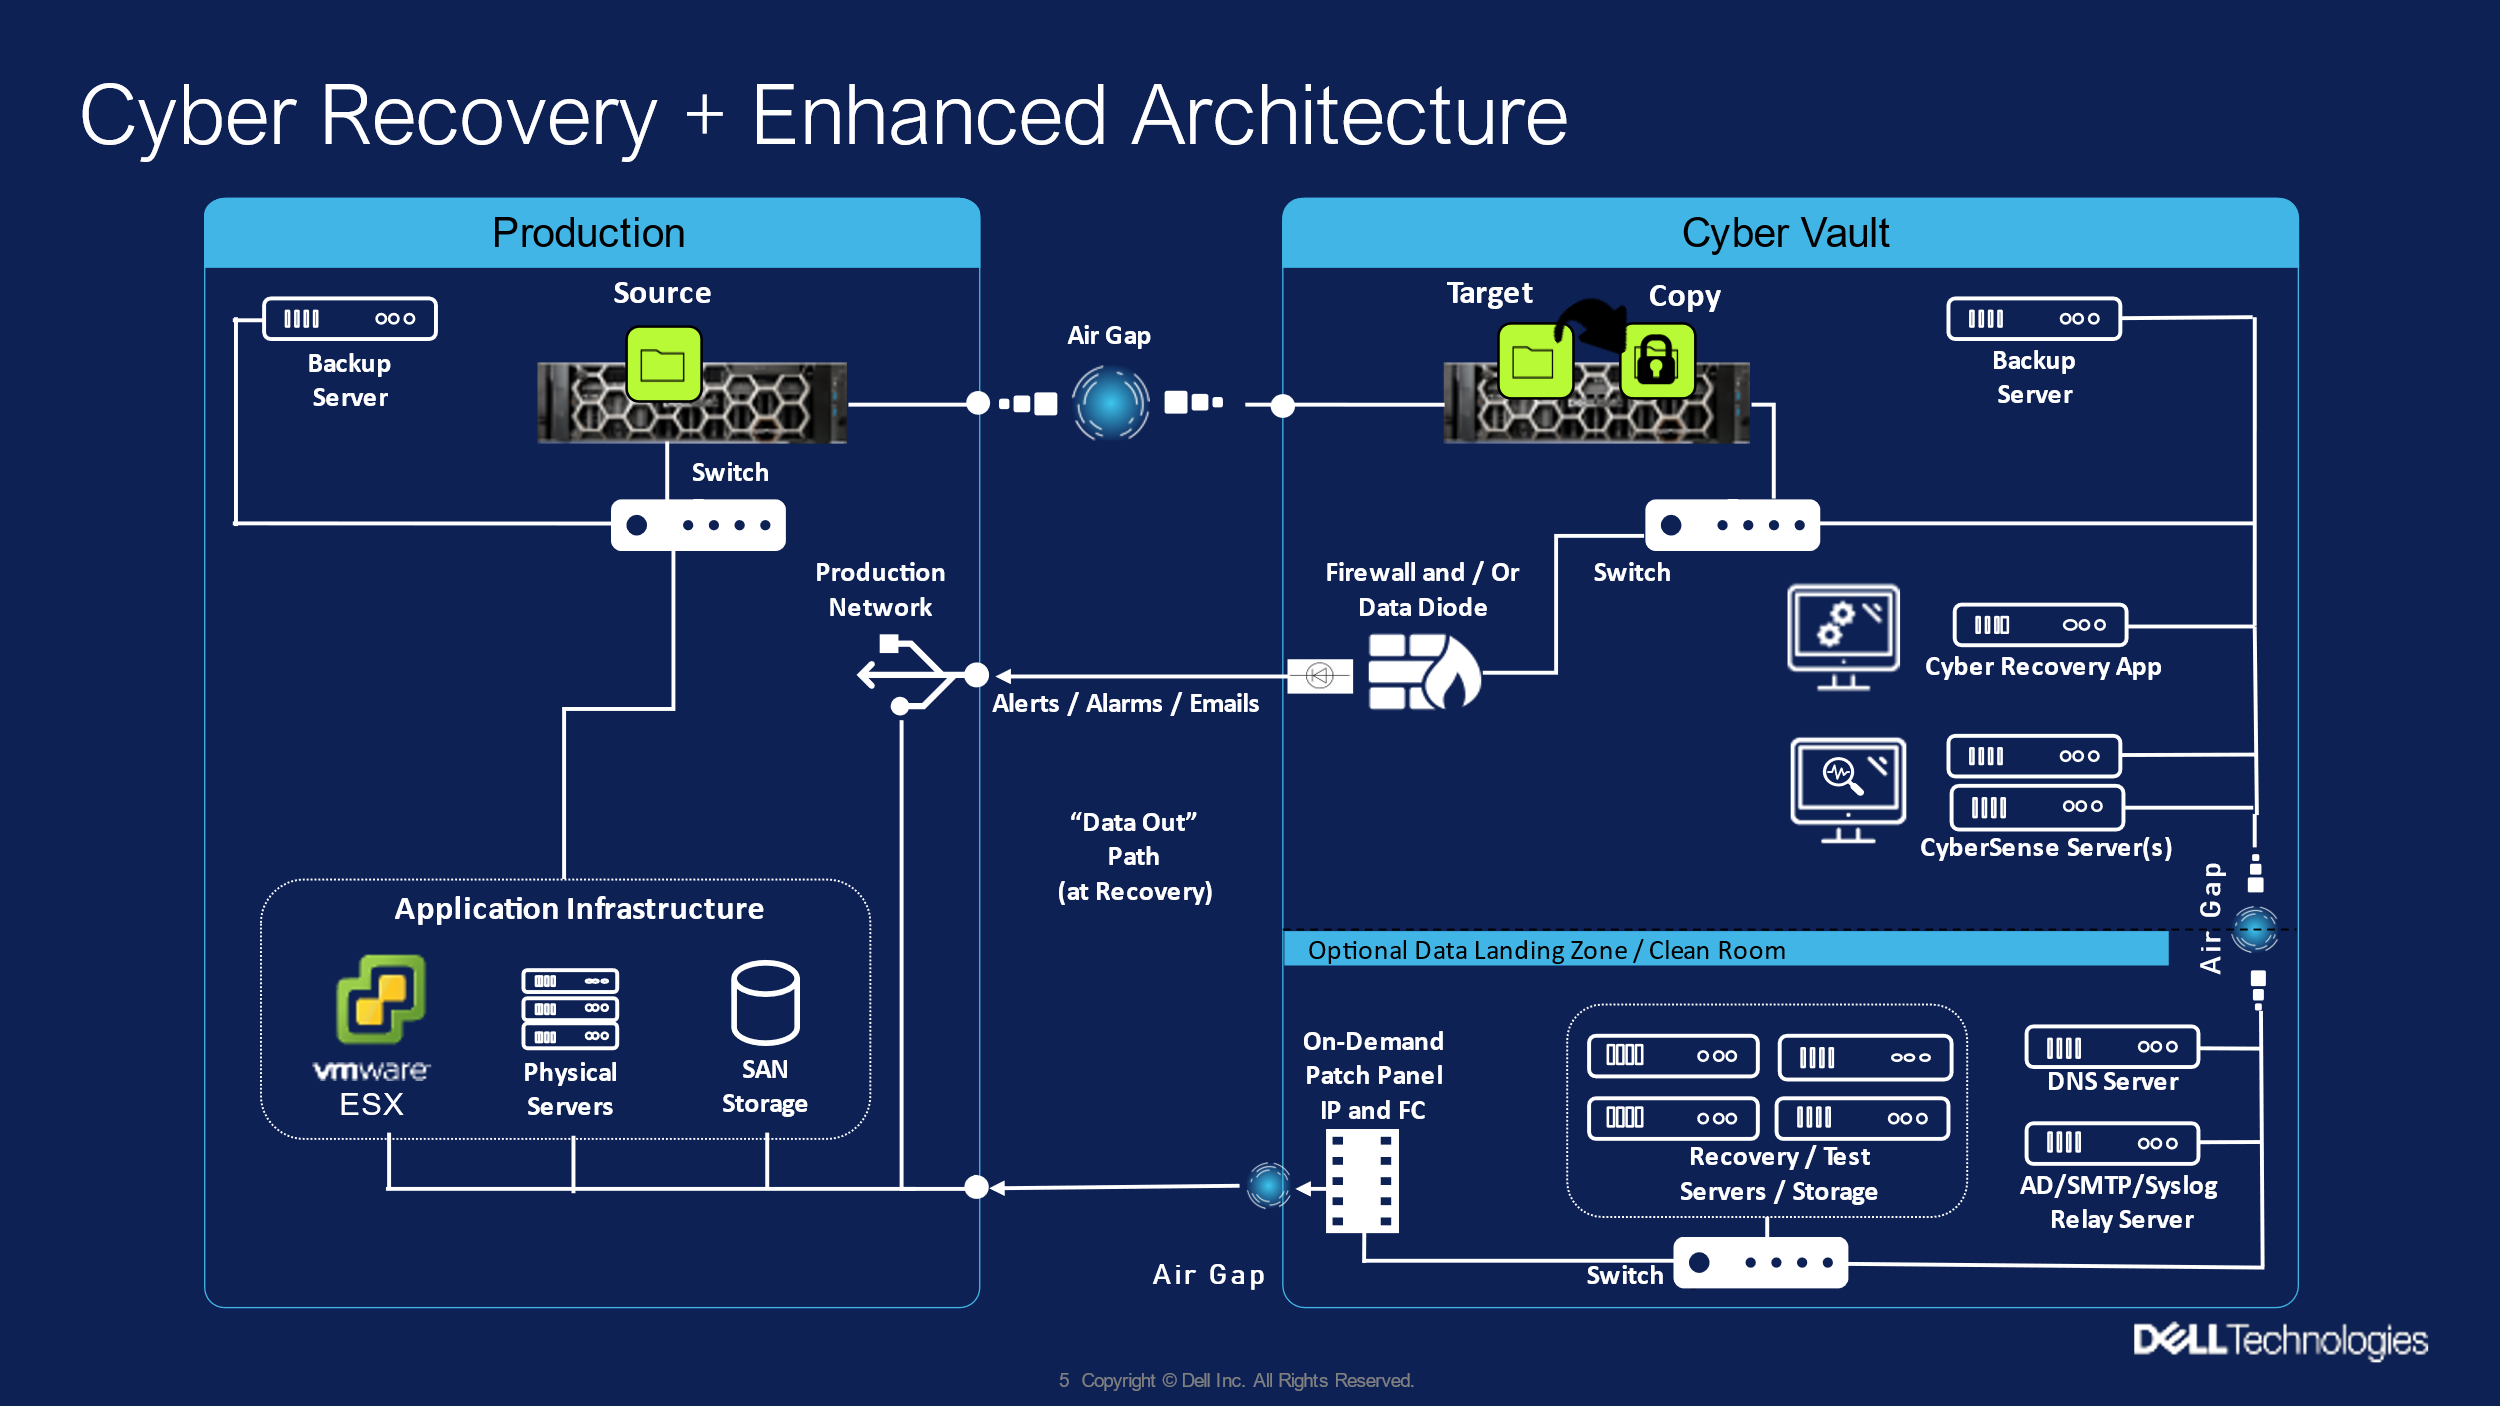 Cyber Recovery + Enhanced Architecture
Production
Cyber Vault
Source
Backup
Server
Switch
Production
Network
Air Gap
Target
Copy
Backup
Server
Firewall and / Or
Data Diode
Switch
Cyber Recovery App
Alerts / Alarms / Emails
CyberSense Server(s)
“Data Out”
Path
(at Recovery)
Air Gap
Application Infrastructure
vmware
ESX
Physical
Servers
SAN
Storage
Optional Data Landing Zone / Clean Room
On-Demand
Patch Panel
IP and FC
Recovery / Test
Servers / Storage
DNS Server
AD/SMTP/Syslog
Relay Server
Switch
Air Gap
DELLTechnologies
5 Copyright © Dell Inc. All Rights Reserved.